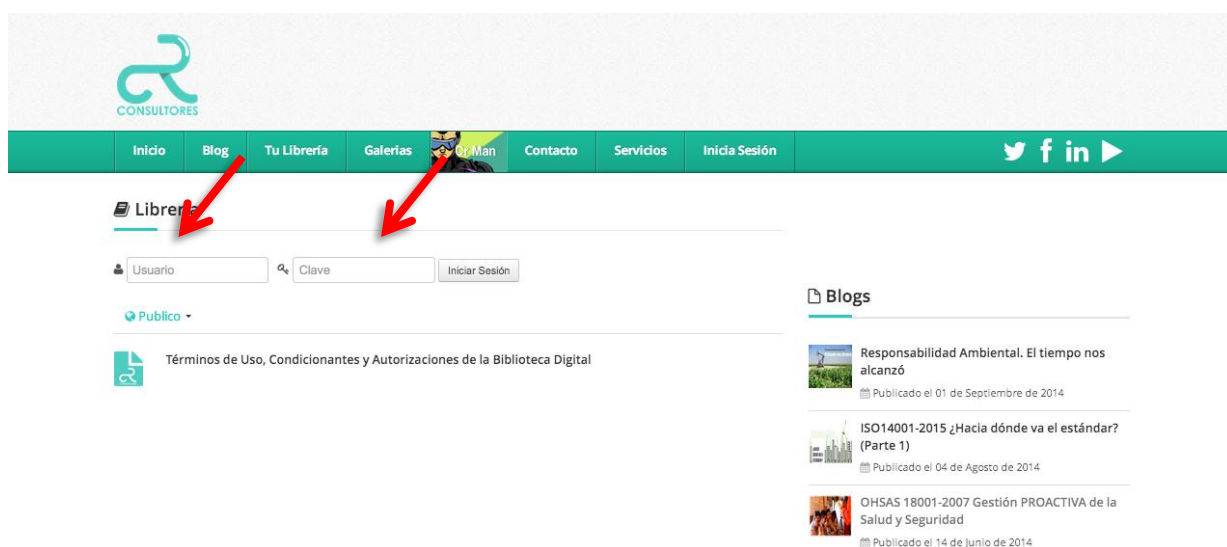 CONSULTORES
Inicio Blog Tu Librería Galerias Cr Man Contacto Servicios Inicia Sesión
Usuario Clave Iniciar Sesión
Publico
Términos de Uso, Condicionantes y Autorizaciones de la Biblioteca Digital
Blogs
Responsabilidad Ambiental. El tiempo nos
alcanzó
Publicado el 01 de Septiembre de 2014
ISO14001-2015 ¿Hacia dónde va el estándar?
(Parte 1)
Publicado el 04 de Agosto de 2014
OHSAS 18001-2007 Gestión PROACTIVA de la
Salud y Seguridad
Publicado el 14 de Junio de 2014